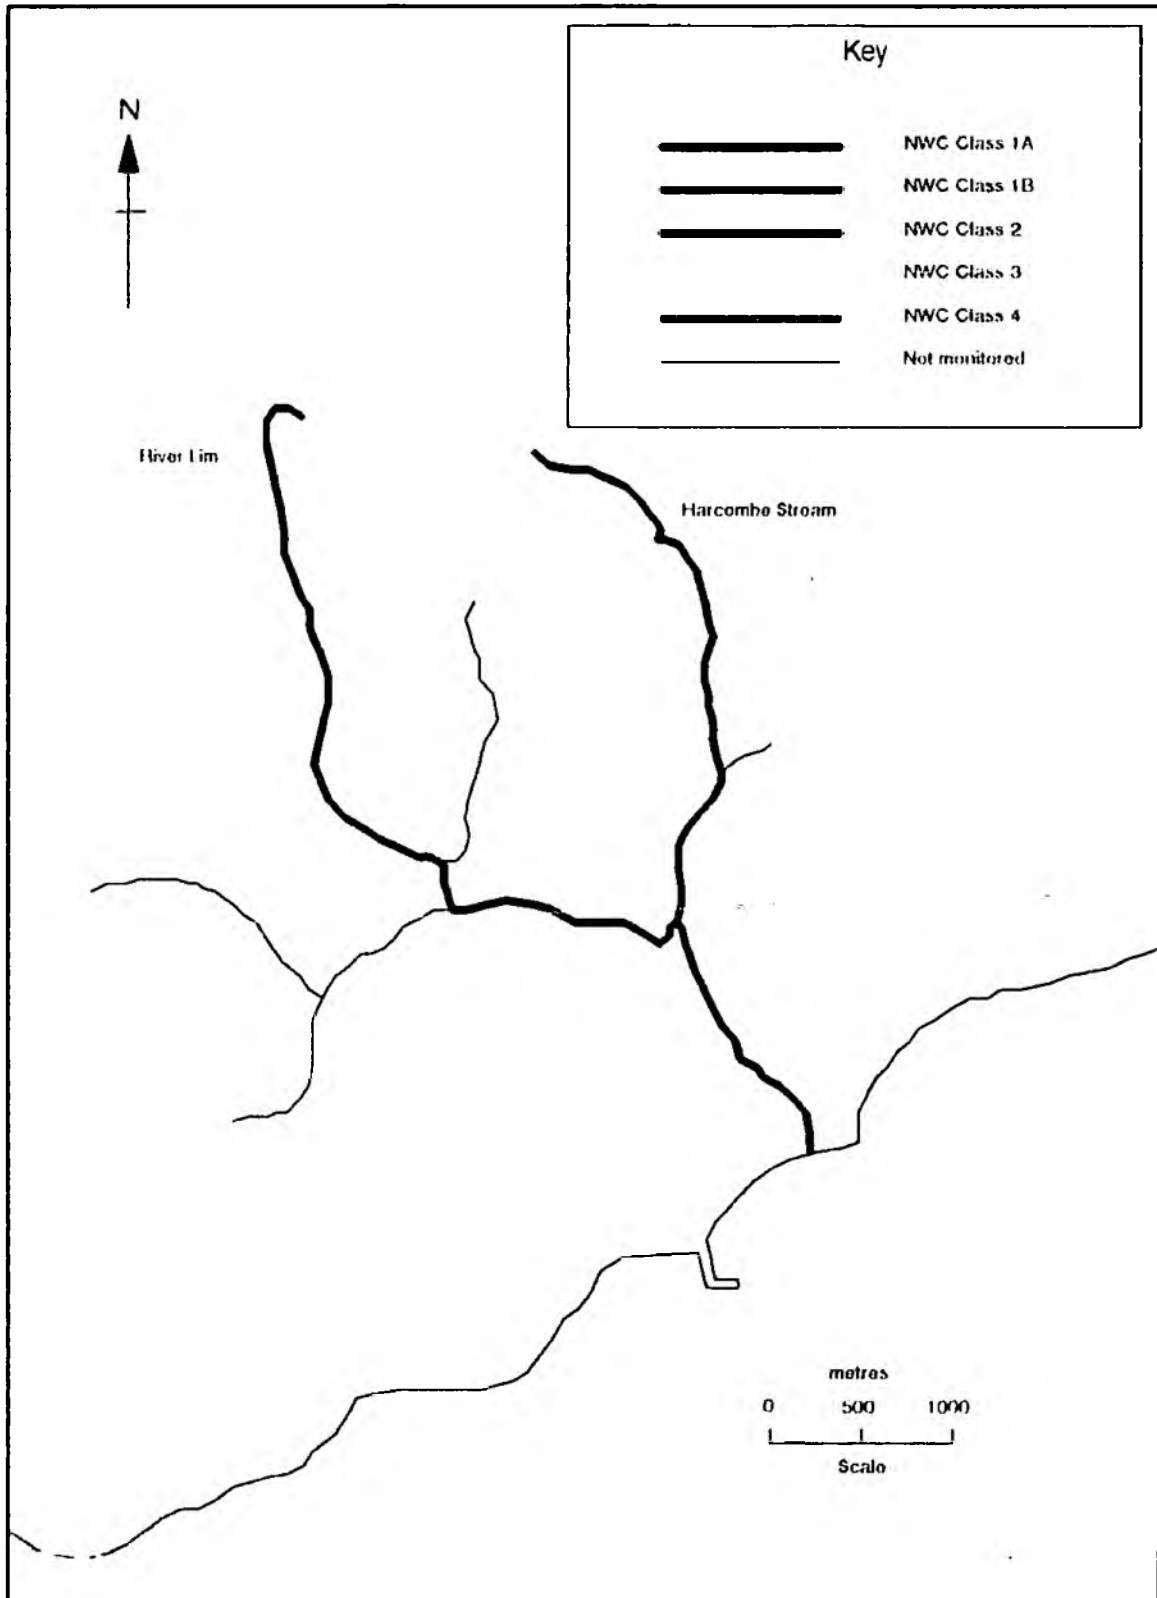 Key
N
NWC Class 1A
NWC Class 1B
NWC Class 2
NWC Class 3
NWC Class 4
Not monitored
River Lim
Harcombe Stream
metres
0 500 1000
Scale